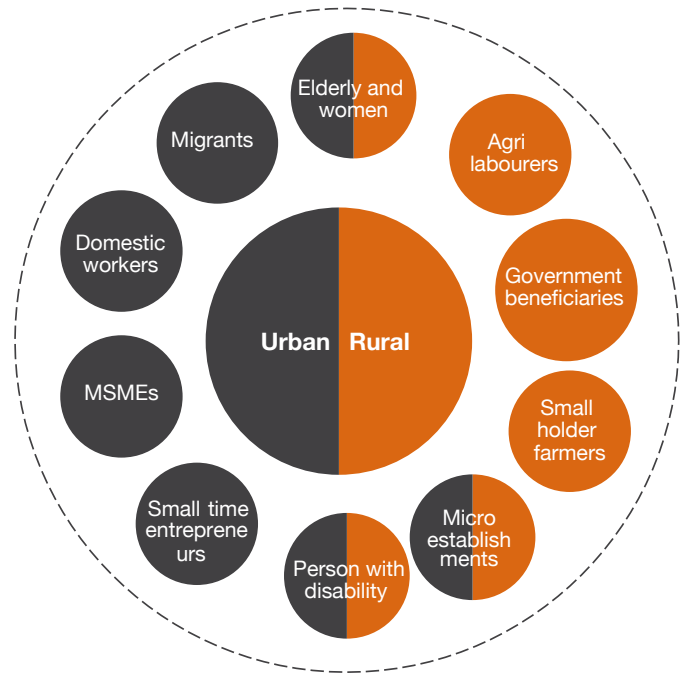 Elderly and
women
Migrants
Agri
labourers
Domestic
workers
Government
beneficiaries
Urban
Rural
MSMEs
Small
holder
farmers
Small time
entreprene
urs
Micro
establish
ments
Person with
disability